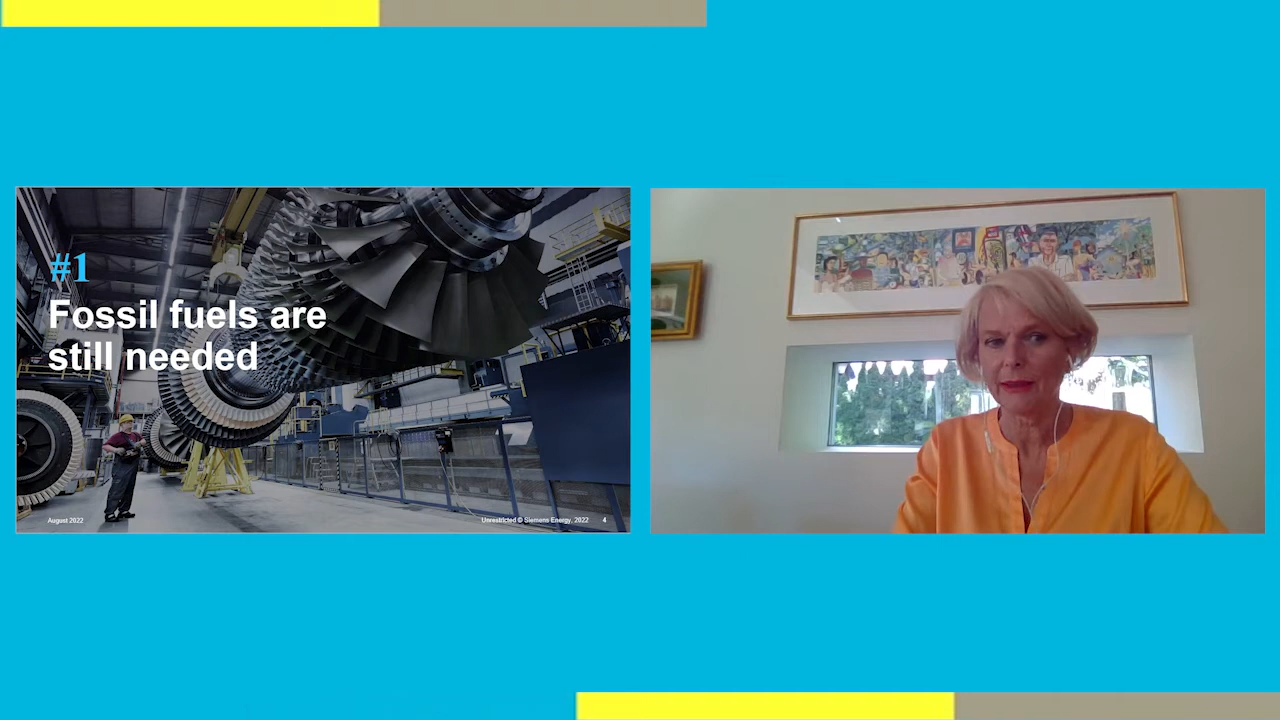 #1
Fossil fuels are
still needed
August 2022
Unrestricted © Siemens Energy, 2022 4